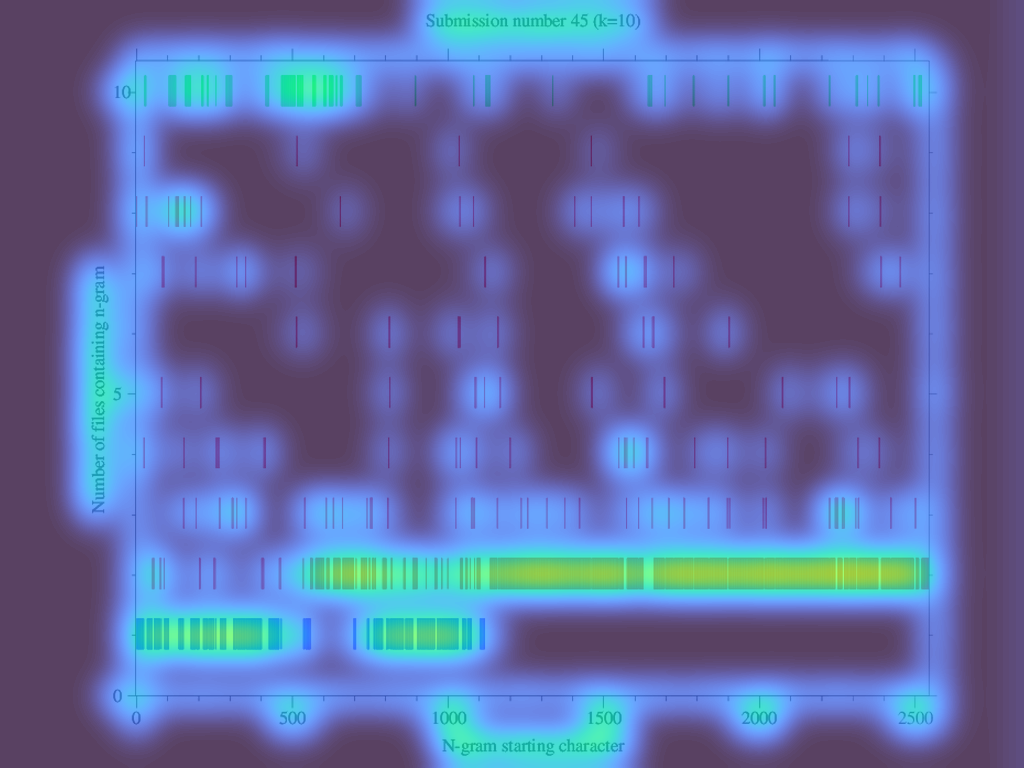 Submission number 45 (k=10)
10
5
0
Number of files containing n-gram
0 500 1000 1500 2000 2500
N-gram starting character